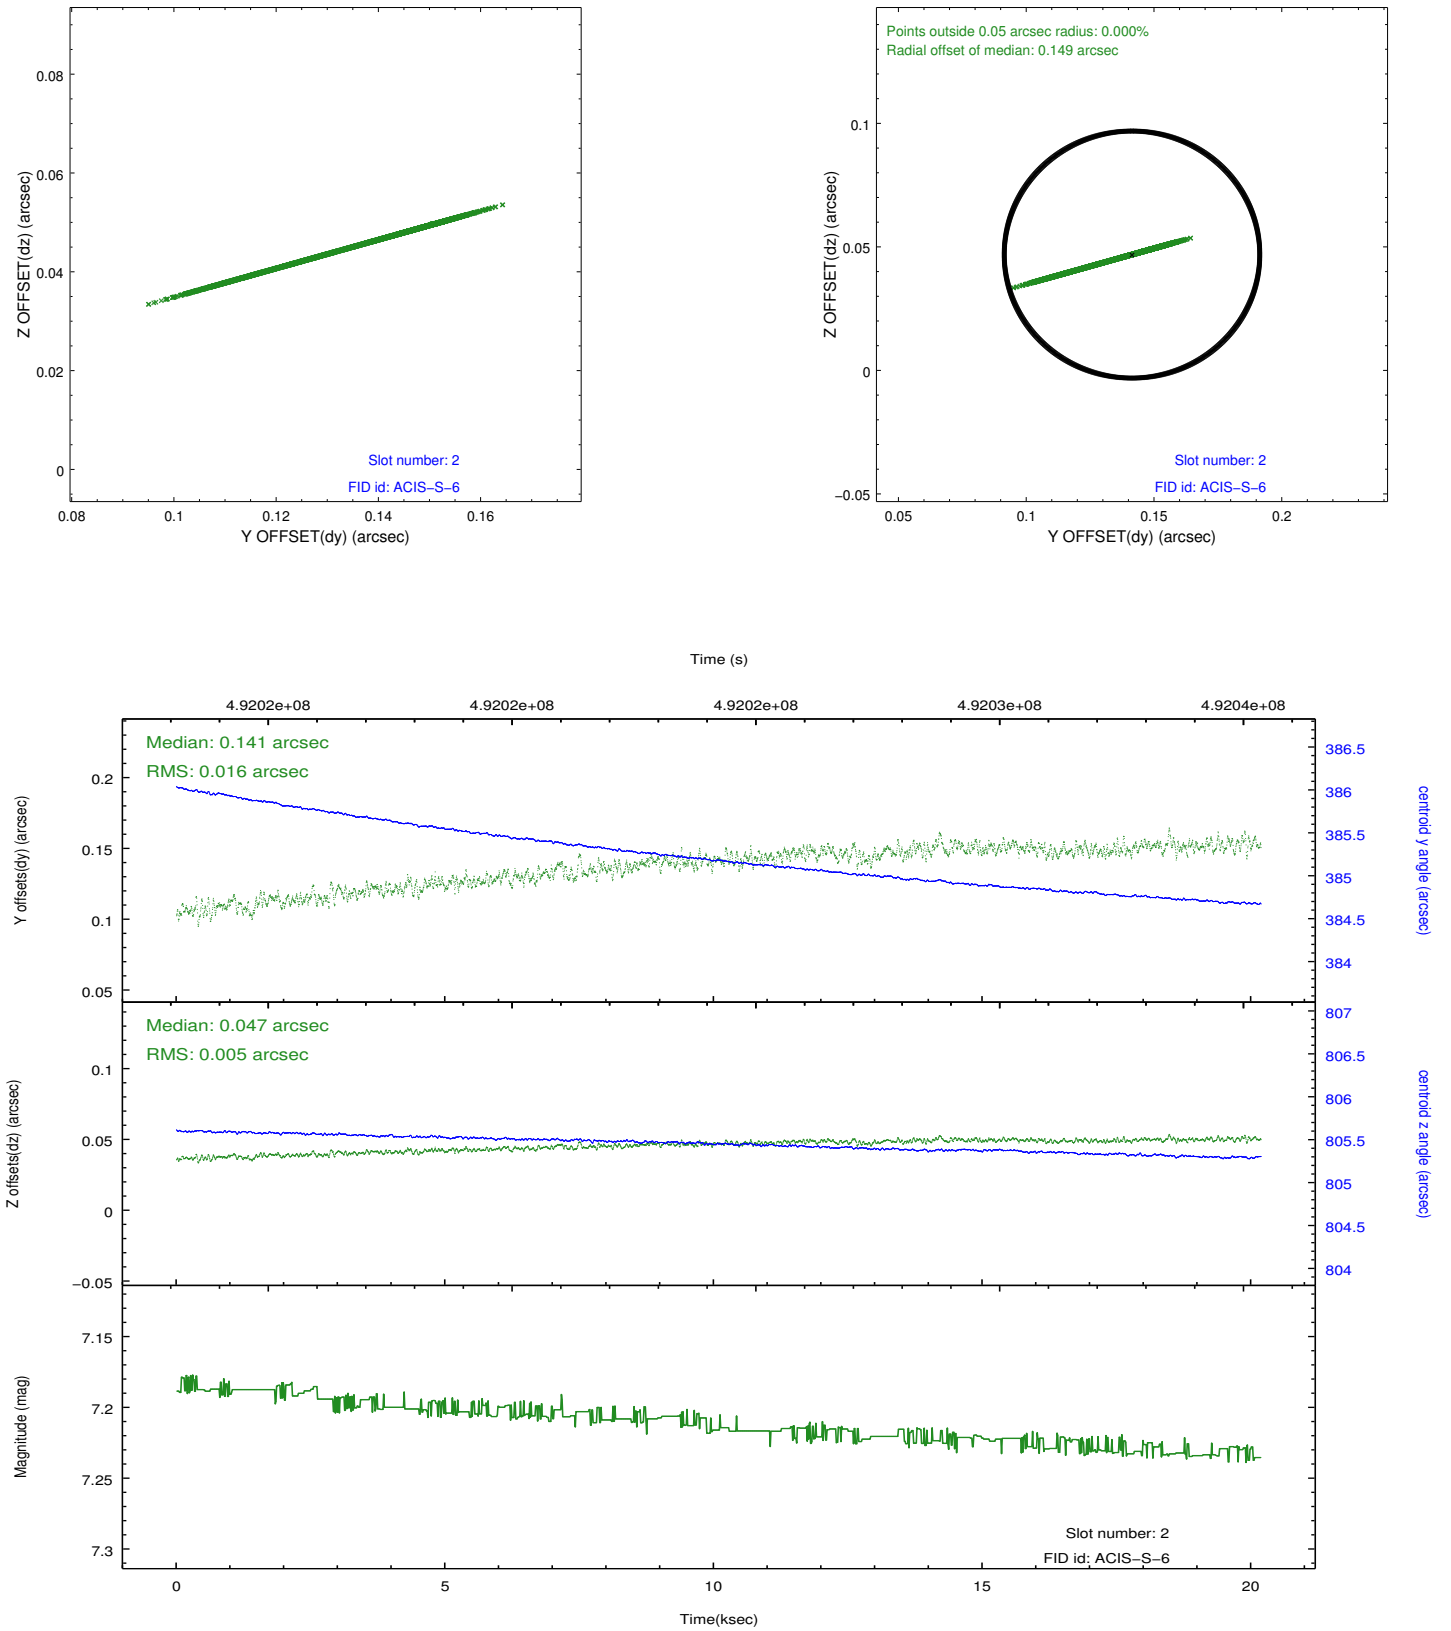 0.08
0.06
0.04
0.02
0
Z OFFSET(dz) (arcsec)
Slot number: 2
FID id: ACIS−S−6
0.08 0.1 0.12 0.14 0.16
Y OFFSET(dy) (arcsec)
Points outside 0.05 arcsec radius: 0.000%
Radial offset of median: 0.149 arcsec
0.1
0.05
0
−0.05
Z OFFSET(dz) (arcsec)
Slot number: 2
FID id: ACIS−S−6
0.05 0.1 0.15 0.2
Y OFFSET(dy) (arcsec)
Time (s)
4.9202e+08 4.9202e+08 4.9202e+08 4.9203e+08 4.9204e+08
Median: 0.141 arcsec
RMS: 0.016 arcsec
0.2
0.15
0.1
0.05
Y offsets(dy) (arcsec)
386.5
386
385.5
385
384.5
384
centroid y angle (arcsec)
Median: 0.047 arcsec
RMS: 0.005 arcsec
0.1
0.05
0
−0.05
Z offsets(dz) (arcsec)
807
806.5
806
805.5
805
804.5
804
centroid z angle (arcsec)
7.15
7.2
7.25
7.3
Magnitude (mag)
Slot number: 2
FID id: ACIS−S−6
0 5 10 15 20
Time(ksec)